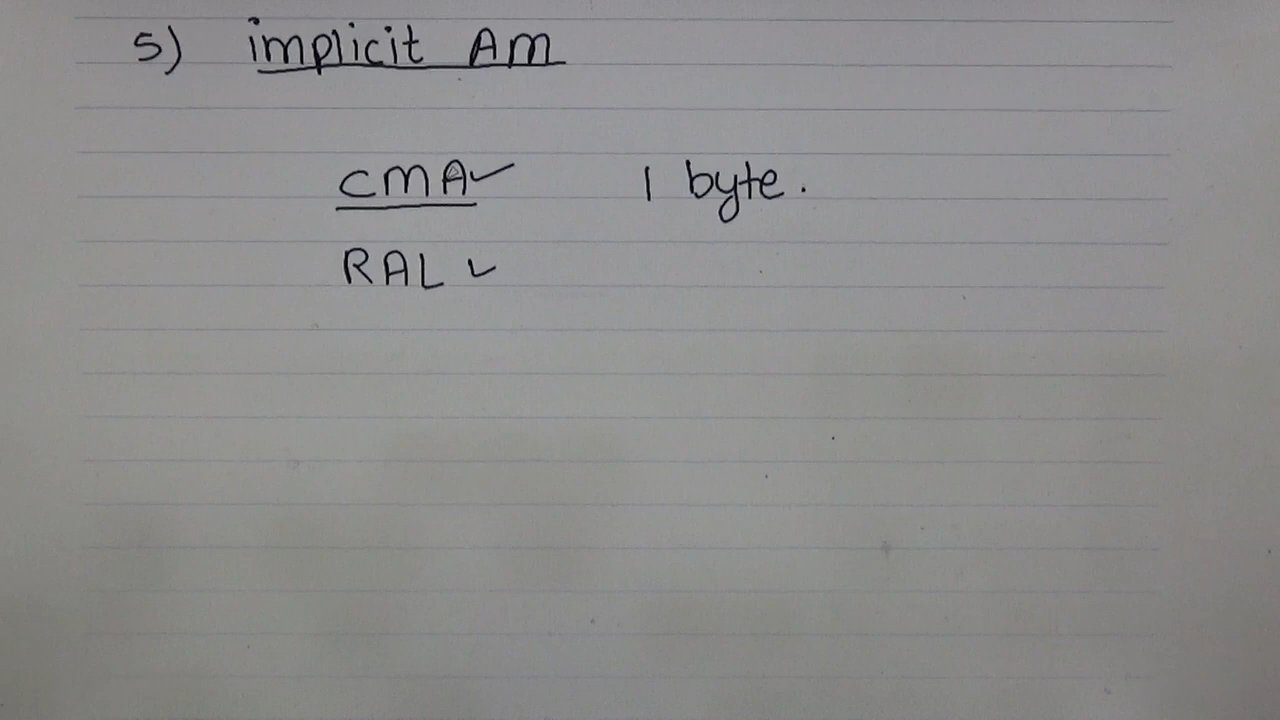 5) implicit AM
CMA✓ 1 byte.
RAL ✓